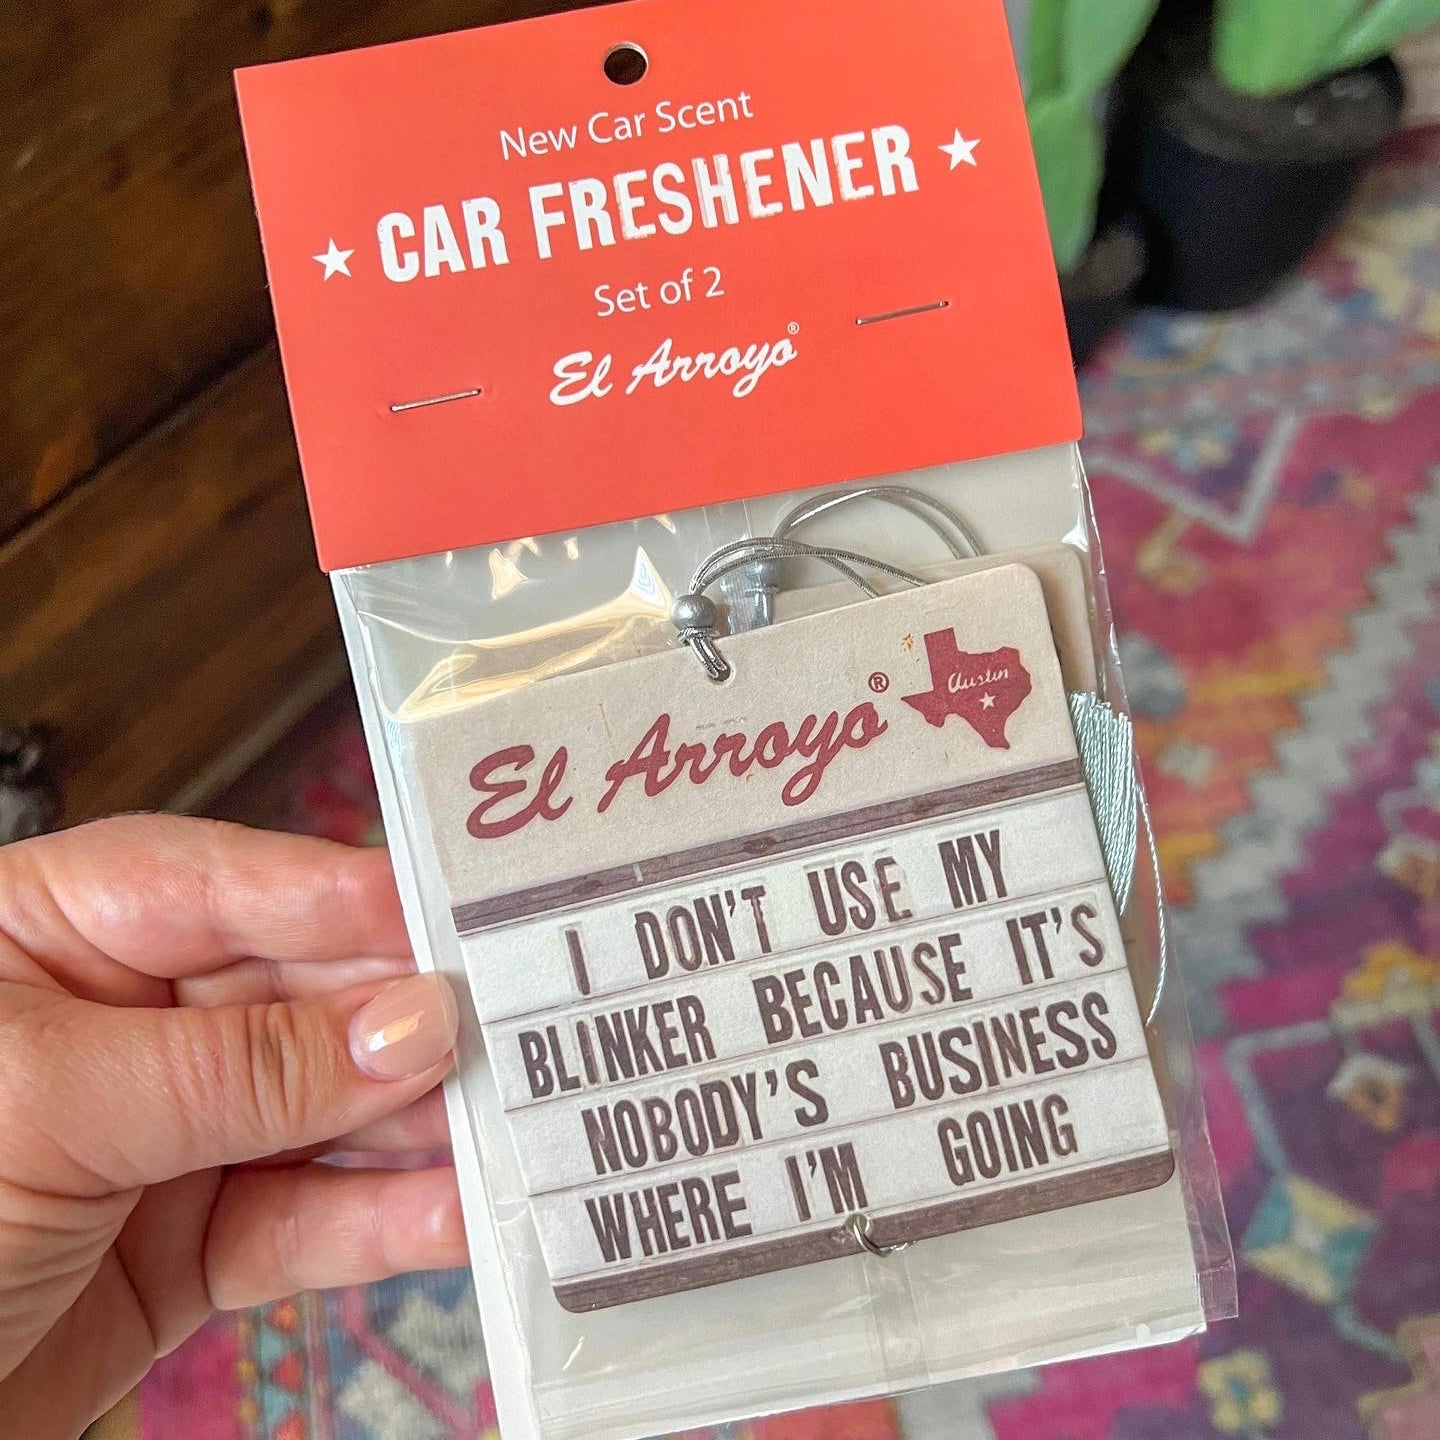 New Car Scent
★ CAR FRESHENER ★
Set of 2
El Arroyo®
El Arroyo®
Austin
I DON'T USE MY
BLINKER BECAUSE IT'S
NOBODY'S BUSINESS
WHERE I'M GOING